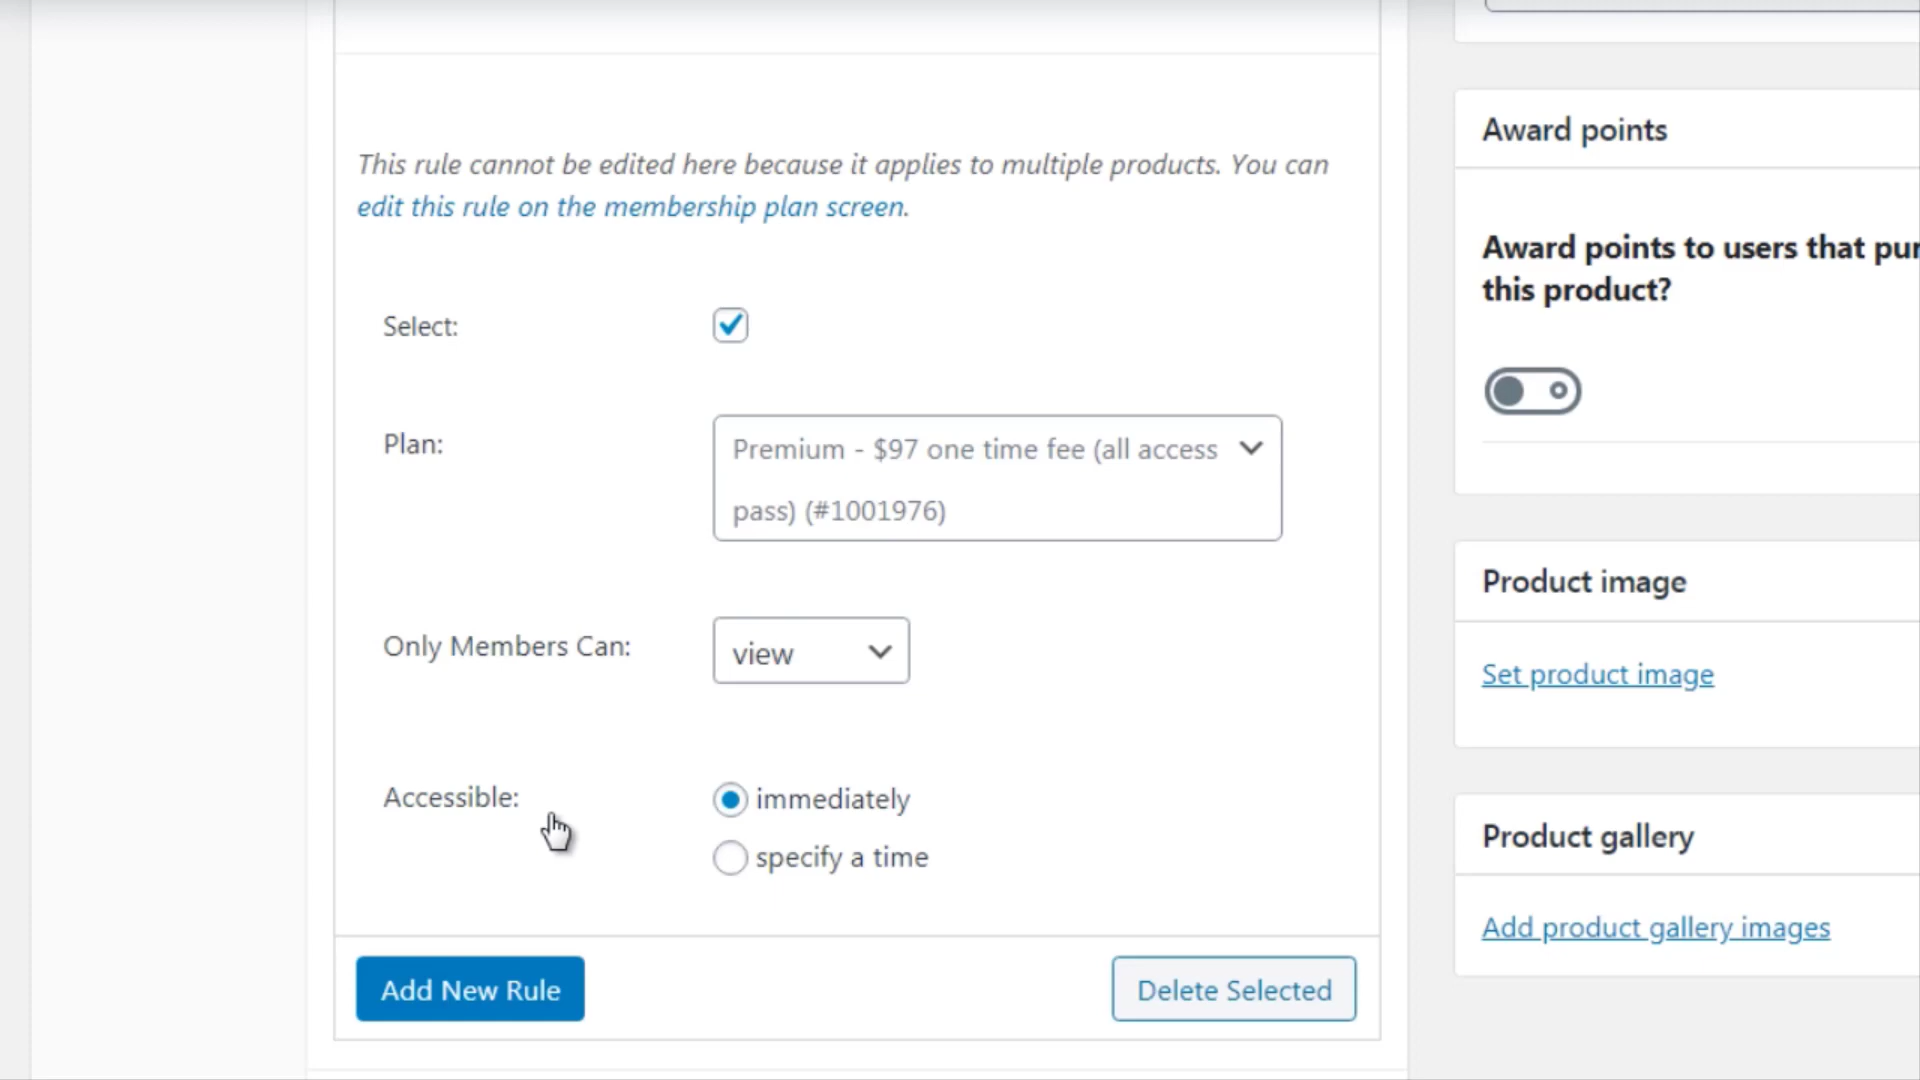 This rule cannot be edited here because it applies to multiple products. You can
edit this rule on the membership plan screen.
Select:
Plan:
Premium - $97 one time fee (all access
pass) (#1001976)
Only Members Can:
view
Accessible:
immediately
specify a time
Add New Rule
Delete Selected
Award points
Award points to users that pur
this product?
Product image
Set product image
Product gallery
Add product gallery images